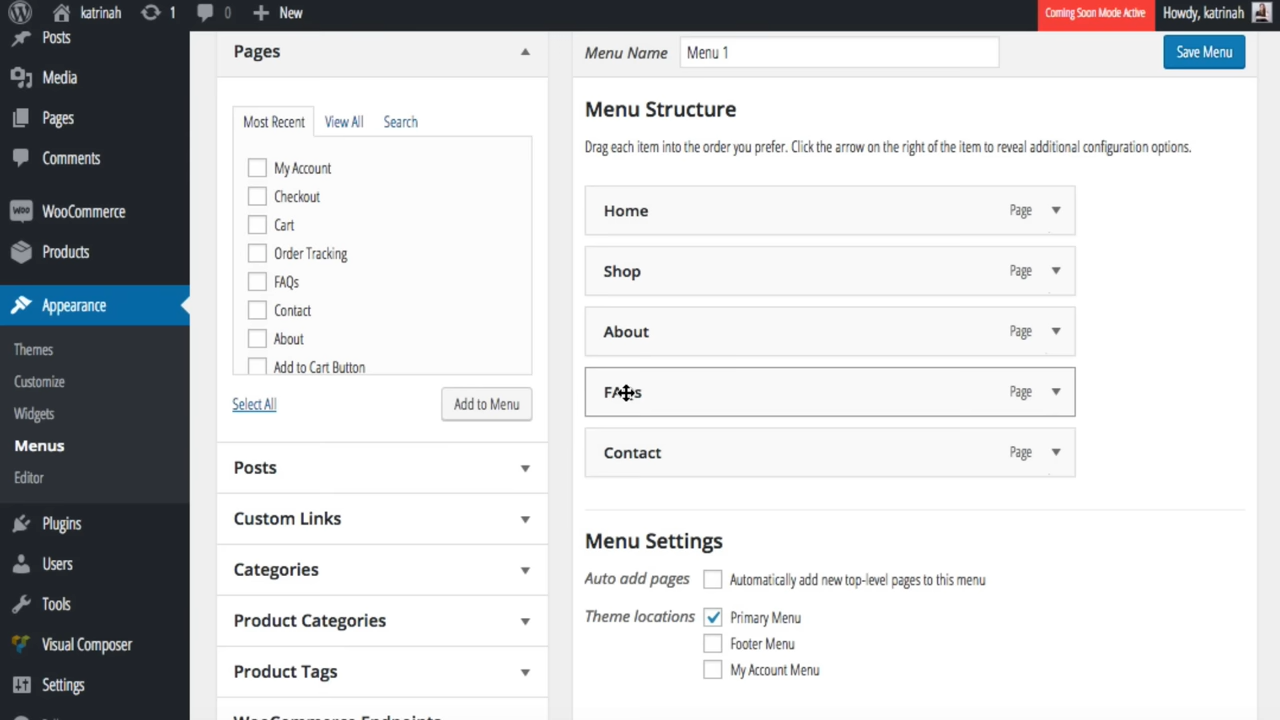 katrinah
1
0
New
Coming Soon Mode Active
Howdy, katrinah
Posts
Media
Pages
Comments
WOO
WooCommerce
Products
Appearance
Themes
Customize
Widgets
Menus
Editor
Plugins
Users
Tools
Visual Composer
Settings
Pages
Most Recent
View All
Search
My Account
Checkout
Cart
Order Tracking
FAQs
Contact
About
Add to Cart Button
Select All
Add to Menu
Posts
Custom Links
Categories
Product Categories
Product Tags
WooCommerce Endpoints
Menu Name
Menu 1
Save Menu
Menu Structure
Drag each item into the order you prefer. Click the arrow on the right of the item to reveal additional configuration options.
Home
Page
Shop
Page
About
Page
FAQs
Page
Contact
Page
Menu Settings
Auto add pages
Automatically add new top-level pages to this menu
Theme locations
Primary Menu
Footer Menu
My Account Menu